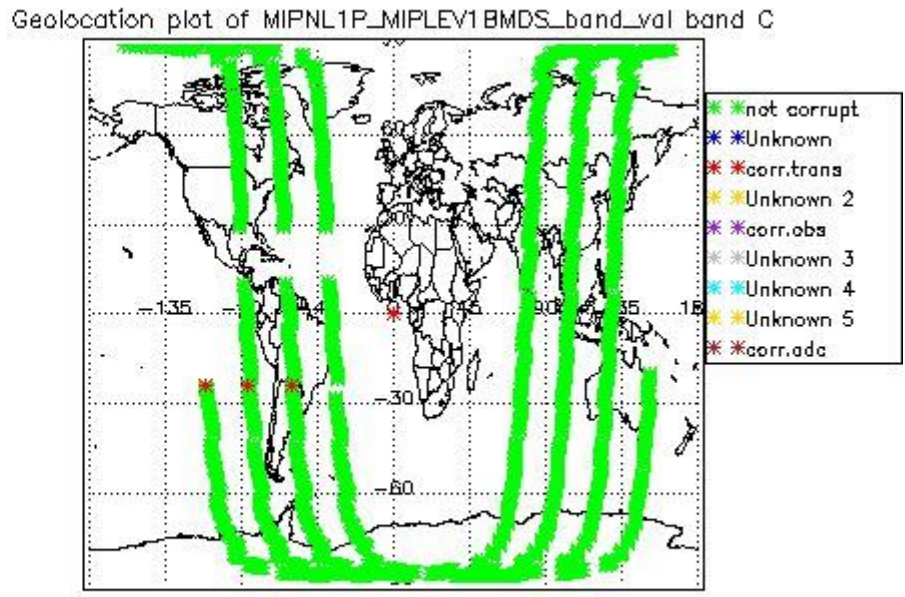 Geolocation plot of MIPNL1P_MIPLEV1BMDS_band_val band C
not corrupt
Unknown
corr.trans
Unknown 2
corr.obs
Unknown 3
Unknown 4
Unknown 5
corr.adc
60
-135
-30
-60